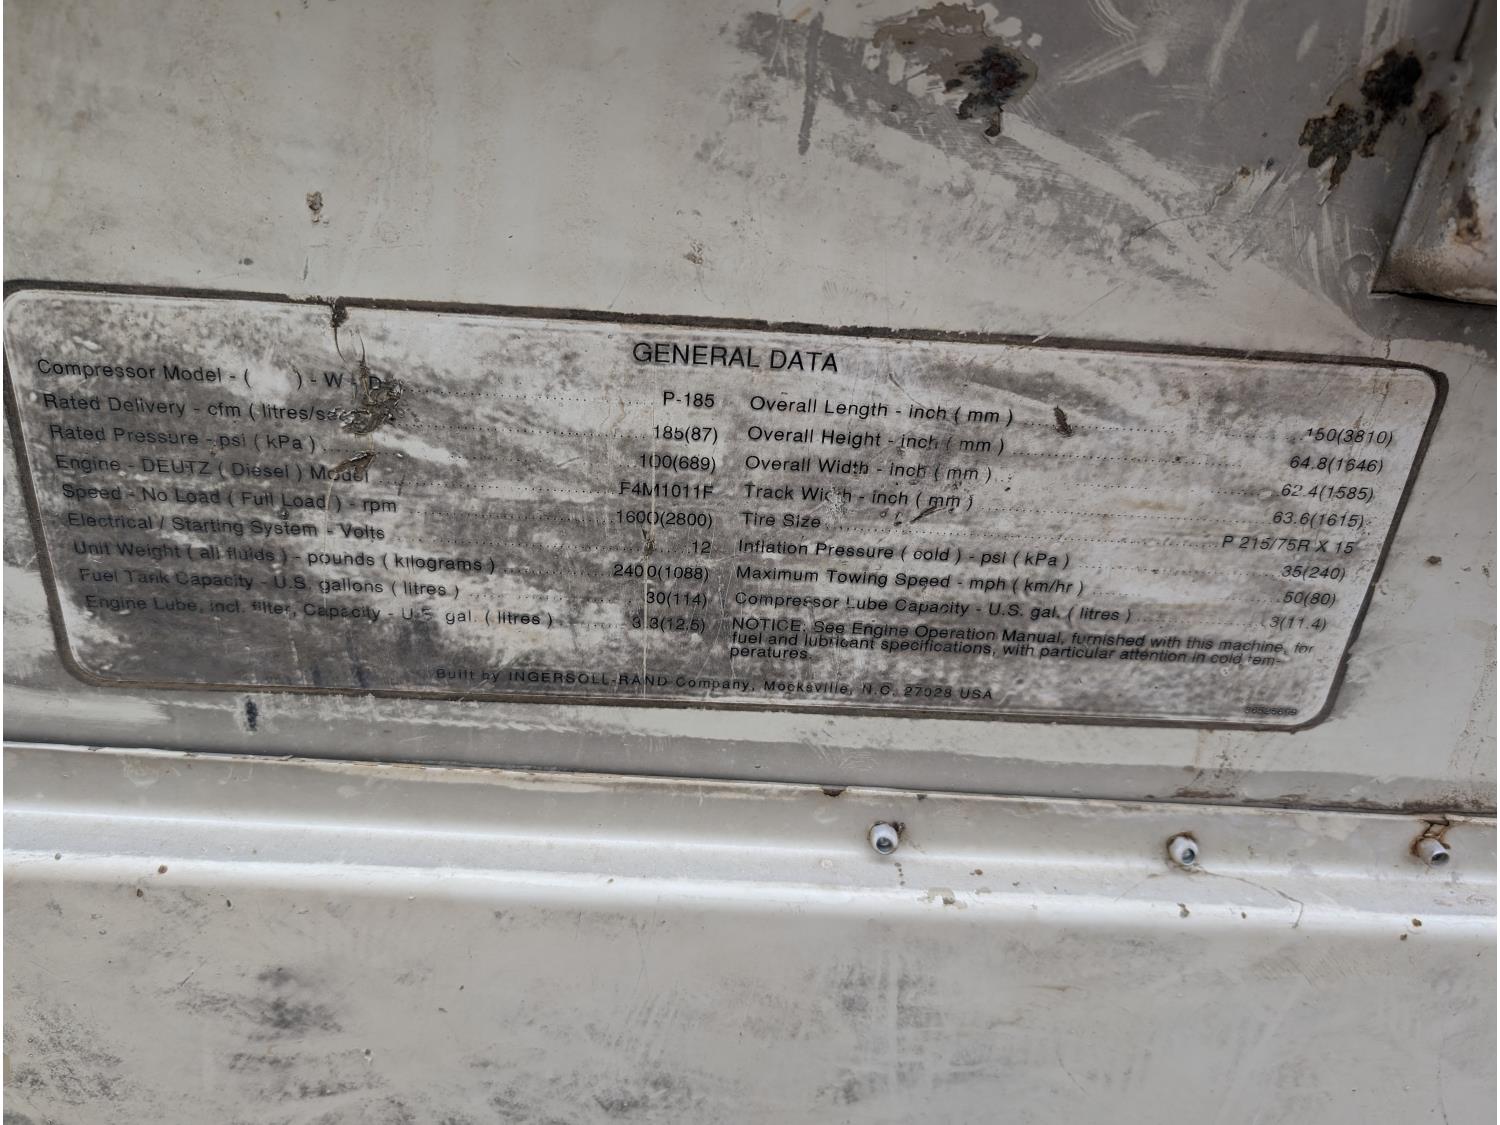 GENERAL DATA
Compressor Model - ( ) - W D P-185
Rated Delivery - cfm ( litres/se 185(87)
Rated Pressure - psi ( kPa ) 100(689)
Engine - DEUTZ ( Diesel ) Model F4M1011F
Speed - No Load ( Full Load ) - rpm 1600(2800)
Electrical / Starting System - Volts 12
Unit Weight ( all fluids ) - pounds ( kilograms ) 2400(1088)
Fuel Tank Capacity - U.S. gallons ( litres ) 30(114)
Engine Lube, incl. filter, Capacity - U.S. gal. ( litres ) 3.3(12.5)
Overall Length - inch ( mm ) 150(3810)
Overall Height - inch ( mm ) 64.8(1646)
Overall Width - inch ( mm ) 62.4(1585)
Track Width - inch ( mm ) 63.6(1615)
Tire Size P 215/75R X 15
Inflation Pressure ( cold ) - psi ( kPa ) 35(240)
Maximum Towing Speed - mph ( km/hr ) 50(80)
Compressor Lube Capacity - U.S. gal. ( litres ) 3(11.4)
NOTICE: See Engine Operation Manual, furnished with this machine, for
fuel and lubricant specifications, with particular attention in cold tem-
peratures.
Built by INGERSOLL-RAND Company, Mocksville, N.C. 27028 USA